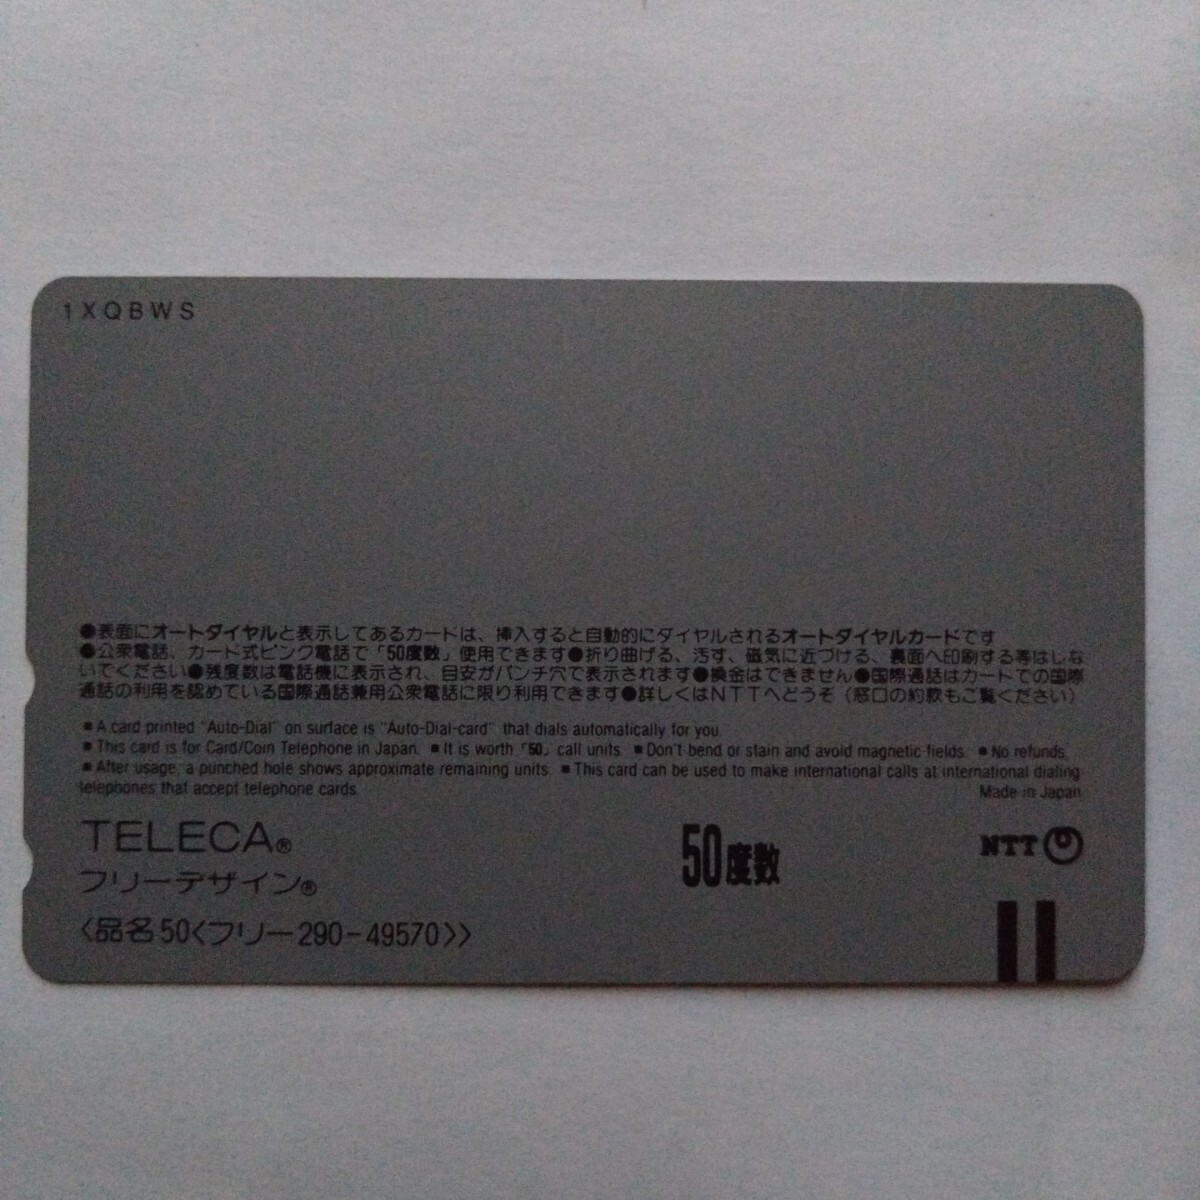 1XQBWS
●表面にオートダイヤルと表示してあるカードは、挿入すると自動的にダイヤルされるオートダイヤルカードです
●公衆電話、カード式ピンク電話で「50度数」使用できます●折り曲げる、汚す、磁気に近づける、裏面へ印刷する等はしな
いでください●残度数は電話機に表示され、目安がパンチ穴で表示されます●換金はできません●国際通話はカードでの国際
通話の利用を認めている国際通話兼用公衆電話に限り利用できます●詳しくはNTTへどうぞ（窓口の約款もご覧ください）
■ A card printed "Auto-Dial" on surface is "Auto-Dial-card" that dials automatically for you.
■ This card is for Card/Coin Telephone in Japan. ■ It is worth「50」call units. ■ Don't bend or stain and avoid magnetic fields. ■ No refunds.
■ After usage, a punched hole shows approximate remaining units. ■ This card can be used to make international calls at international dialing
telephones that accept telephone cards. Made in Japan
TELECA®
フリーデザイン®
50度数
NTT
〈品名50〈フリー290-49570〉〉